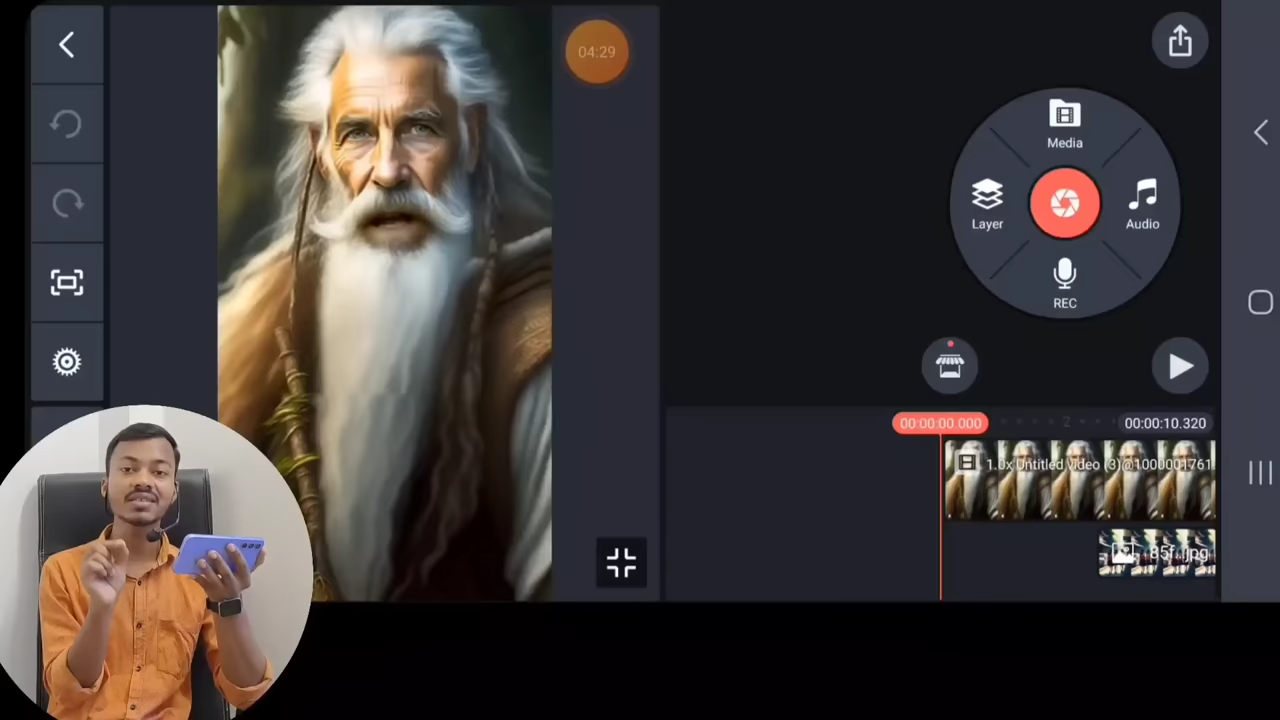 04:29
Media
Layer
Audio
REC
00:00:00.000
2
00:00:10.320
1.0x Untitled video (3)@1000001761
85f..jpg